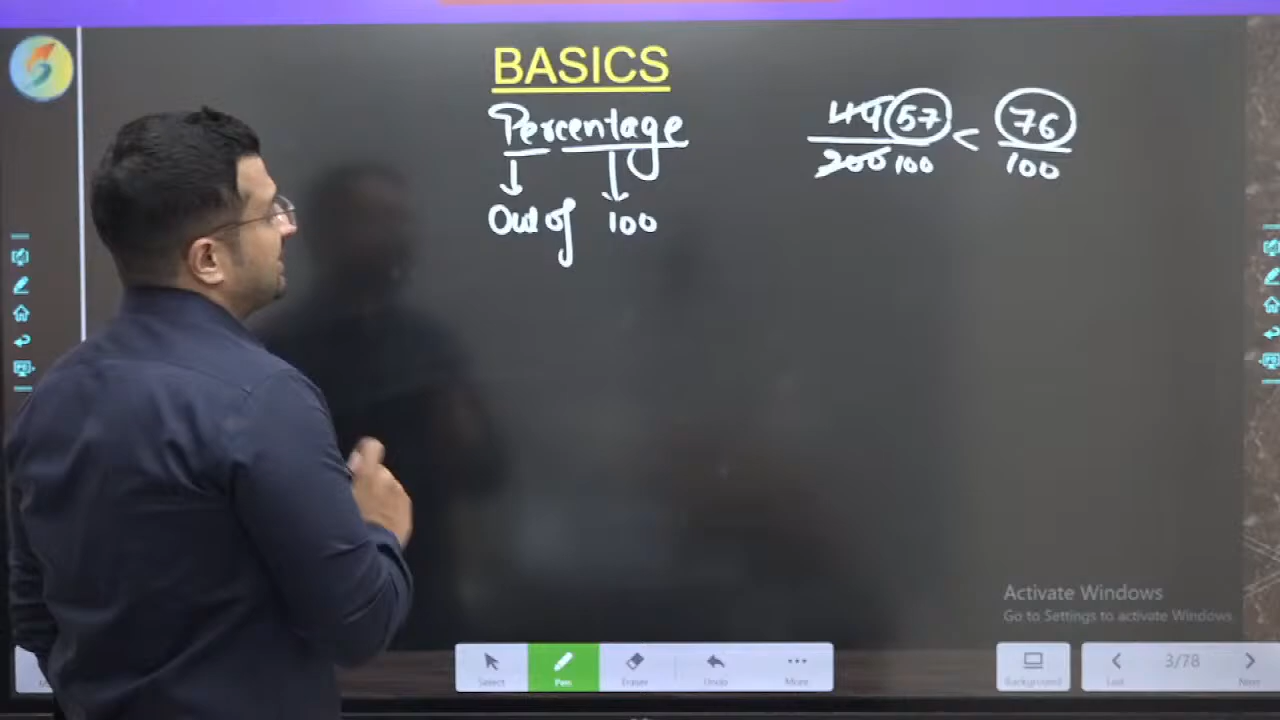 BASICS
Percentage
Out of 100
57 < 76
200 100 100
Activate Windows
Go to Settings to activate Windows
Select Pen Eraser Undo More
Background
Last 3/78 Next